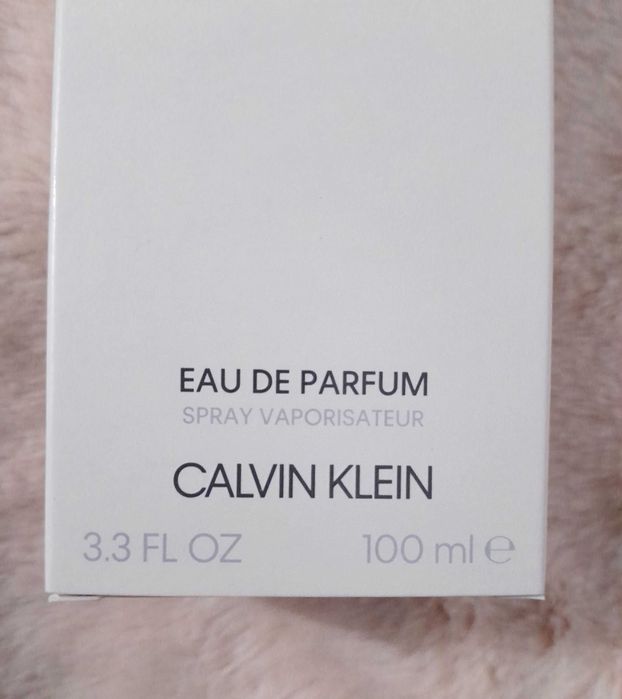 EAU DE PARFUM
SPRAY VAPORISATEUR
CALVIN KLEIN
3.3 FL OZ 100 ml ℮